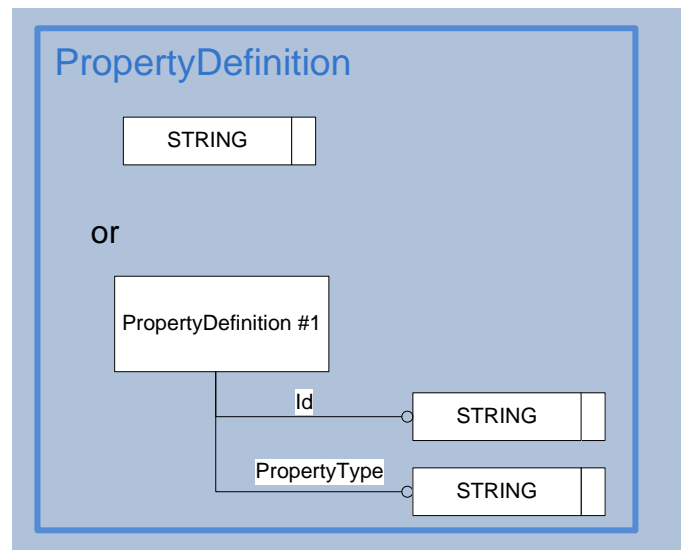 PropertyDefinition
STRING
or
PropertyDefinition #1
Id
STRING
PropertyType
STRING